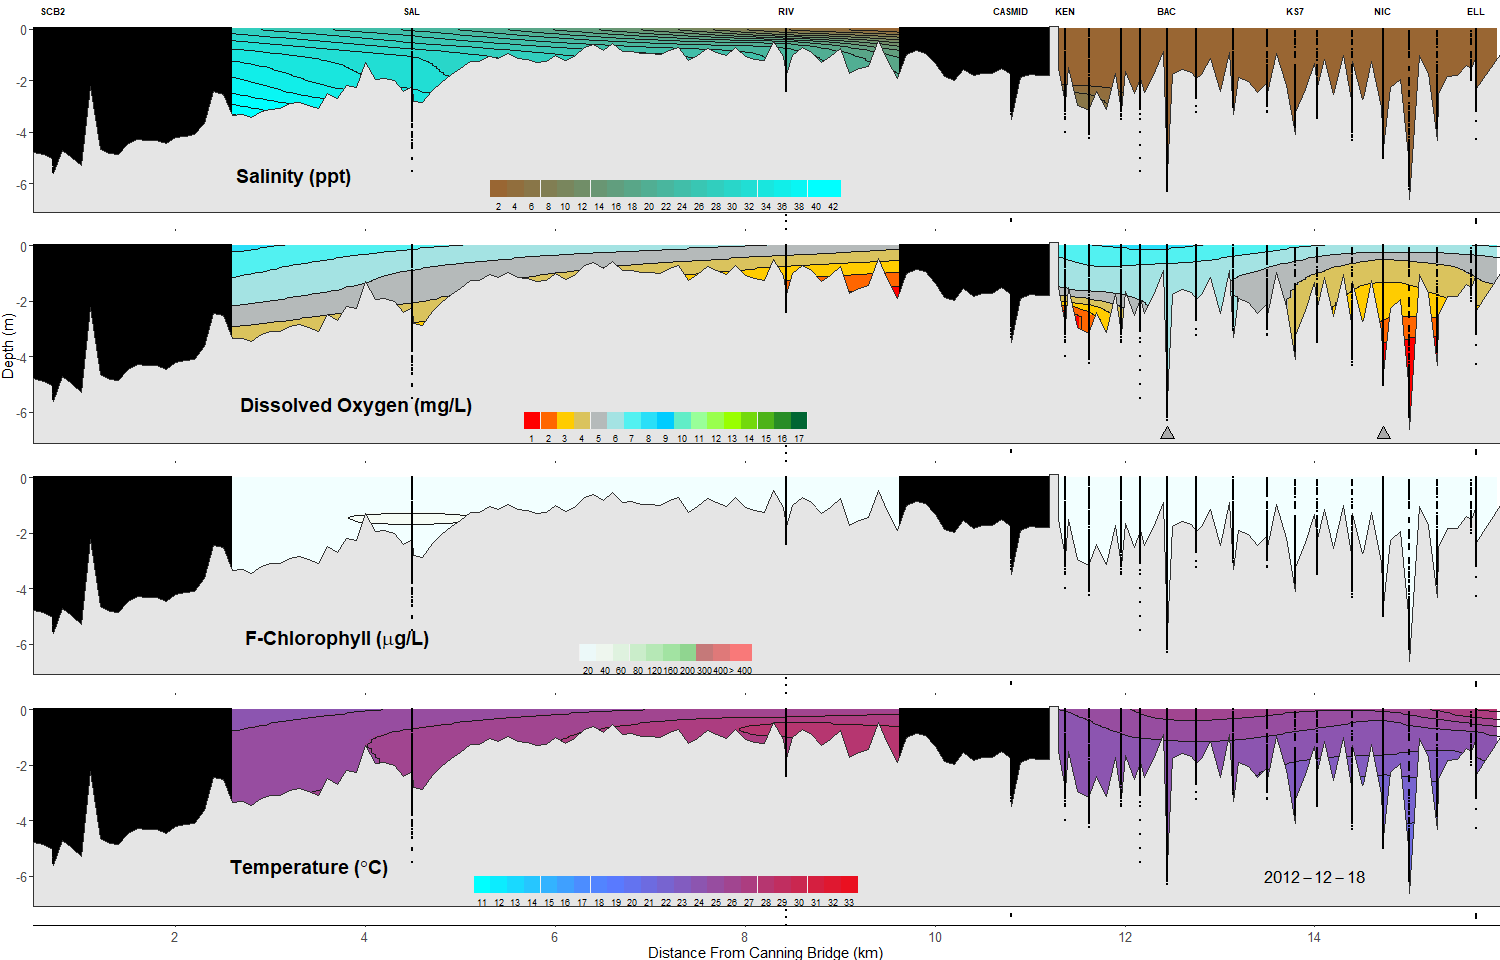 SCB2 SAL RIV CASMID KEN BAC KS7 NIC ELL
0
-2
-4
-6
Salinity (ppt)
2 4 6 8 10 12 14 16 18 20 22 24 26 28 30 32 34 36 38 40 42
0
-2
-4
-6
Depth (m)
Dissolved Oxygen (mg/L)
1 2 3 4 5 6 7 8 9 10 11 12 13 14 15 16 17
0
-2
-4
-6
F-Chlorophyll (μg/L)
20 40 60 80 120 160 200 300 400 > 400
0
-2
-4
-6
Temperature (°C)
2012 – 12 – 18
11 12 13 14 15 16 17 18 19 20 21 22 23 24 25 26 27 28 29 30 31 32 33
2 4 6 8 10 12 14
Distance From Canning Bridge (km)